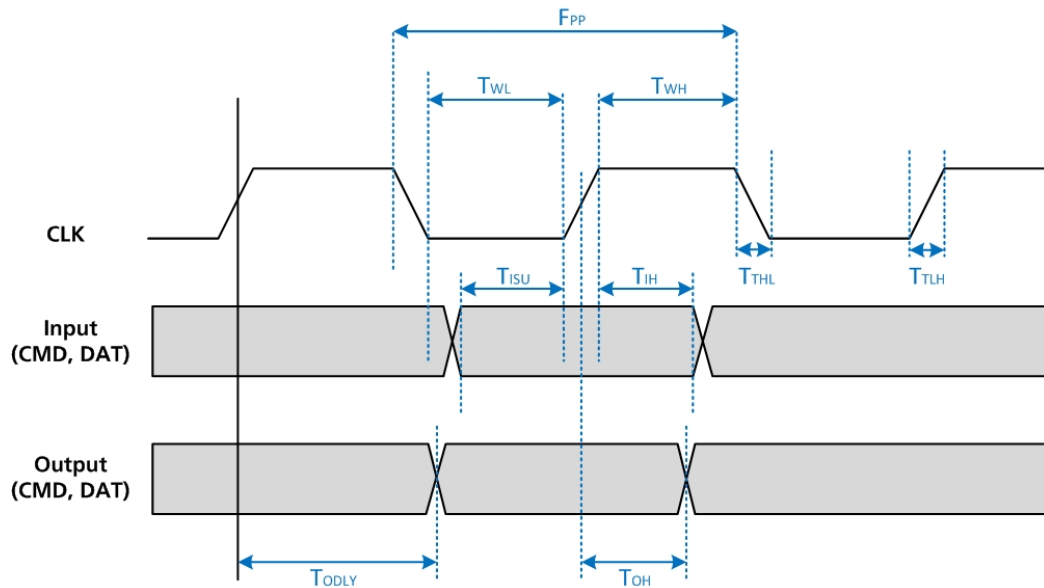 FPP
TWL
TWH
CLK
TISU
TIH
TTHL
TTLH
Input
(CMD, DAT)
Output
(CMD, DAT)
TODLY
TOH